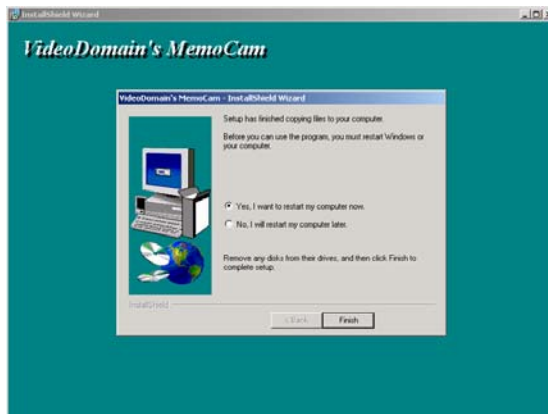 InstallShield Wizard
VideoDomain's MemoCam
VideoDomain's MemoCam - InstallShield Wizard
Setup has finished copying files to your computer.
Before you can use the program, you must restart Windows or
your computer.
Yes, I want to restart my computer now.
No, I will restart my computer later.
Remove any disks from their drives, and then click Finish to
complete setup.
InstallShield
< Back
Finish